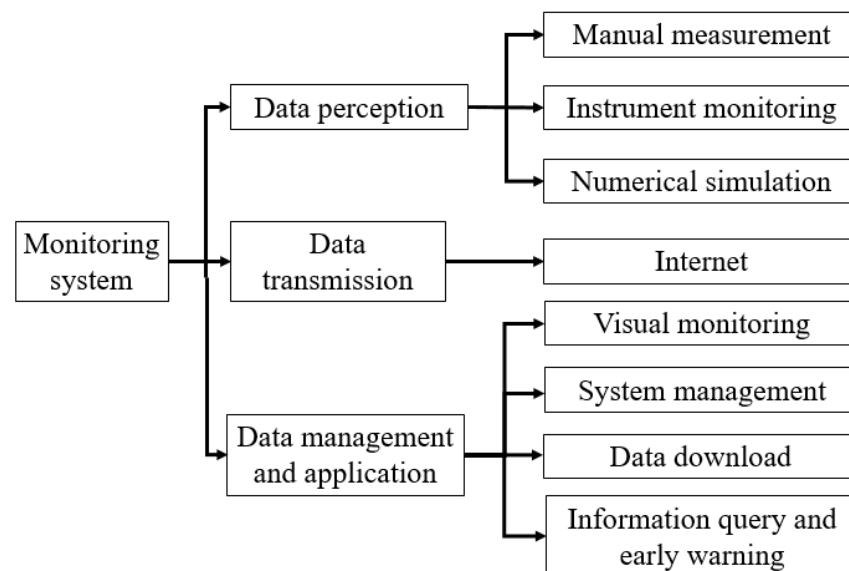 Monitoring
system
Data perception
Data
transmission
Data management
and application
Manual measurement
Instrument monitoring
Numerical simulation
Internet
Visual monitoring
System management
Data download
Information query and
early warning